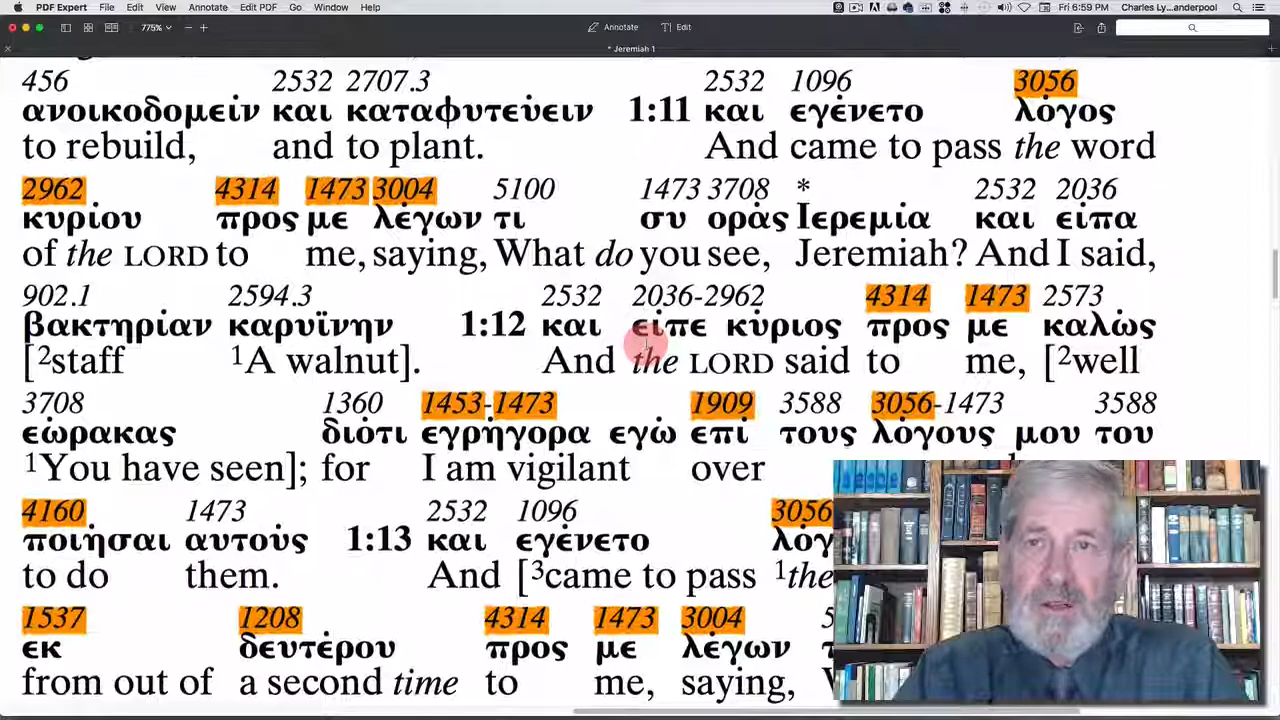 PDF Expert File Edit View Annotate Edit PDF Go Window Help Fri 6:59 PM Charles Ly...anderpool
775% Annotate Edit
* Jeremiah 1
456 2532 2707.3 2532 1096 3056
ανοικοδομείν και καταφυτεύειν 1:11 και εγένετο λόγος
to rebuild, and to plant. And came to pass the word
2962 4314 1473 3004 5100 1473 3708 * 2532 2036
κυρίου προς με λέγων τι συ οράς Ιερεμία και είπα
of the LORD to me, saying, What do you see, Jeremiah? And I said,
902.1 2594.3 2532 2036-2962 4314 1473 2573
βακτηρίαν καρυϊνην 1:12 και είπε κύριος προς με καλώς
[²staff ¹A walnut]. And the LORD said to me, [²well
3708 1360 1453-1473 1909 3588 3056-1473 3588
εώρακας διότι εγρήγορα εγώ επί τους λόγους μου του
¹You have seen]; for I am vigilant over
4160 1473 2532 1096 3056
ποιήσαι αυτούς 1:13 και εγένετο λόγ
to do them. And [³came to pass ¹the
1537 1208 4314 1473 3004 5
εκ δευτέρου προς με λέγων τ
from out of a second time to me, saying,